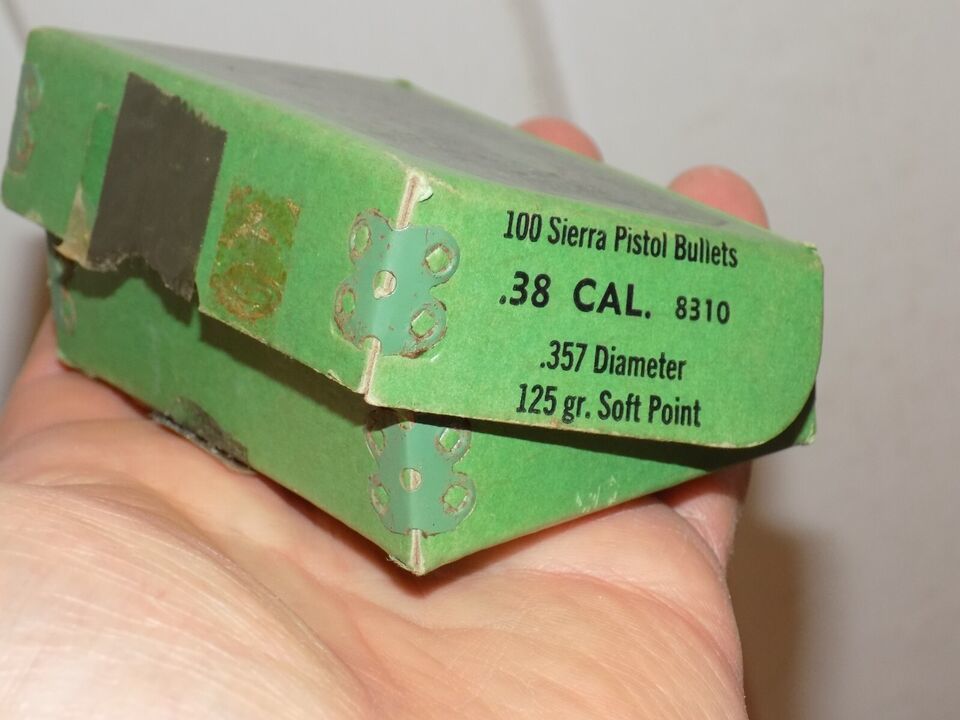 100 Sierra Pistol Bullets
.38 CAL. 8310
.357 Diameter
125 gr. Soft Point